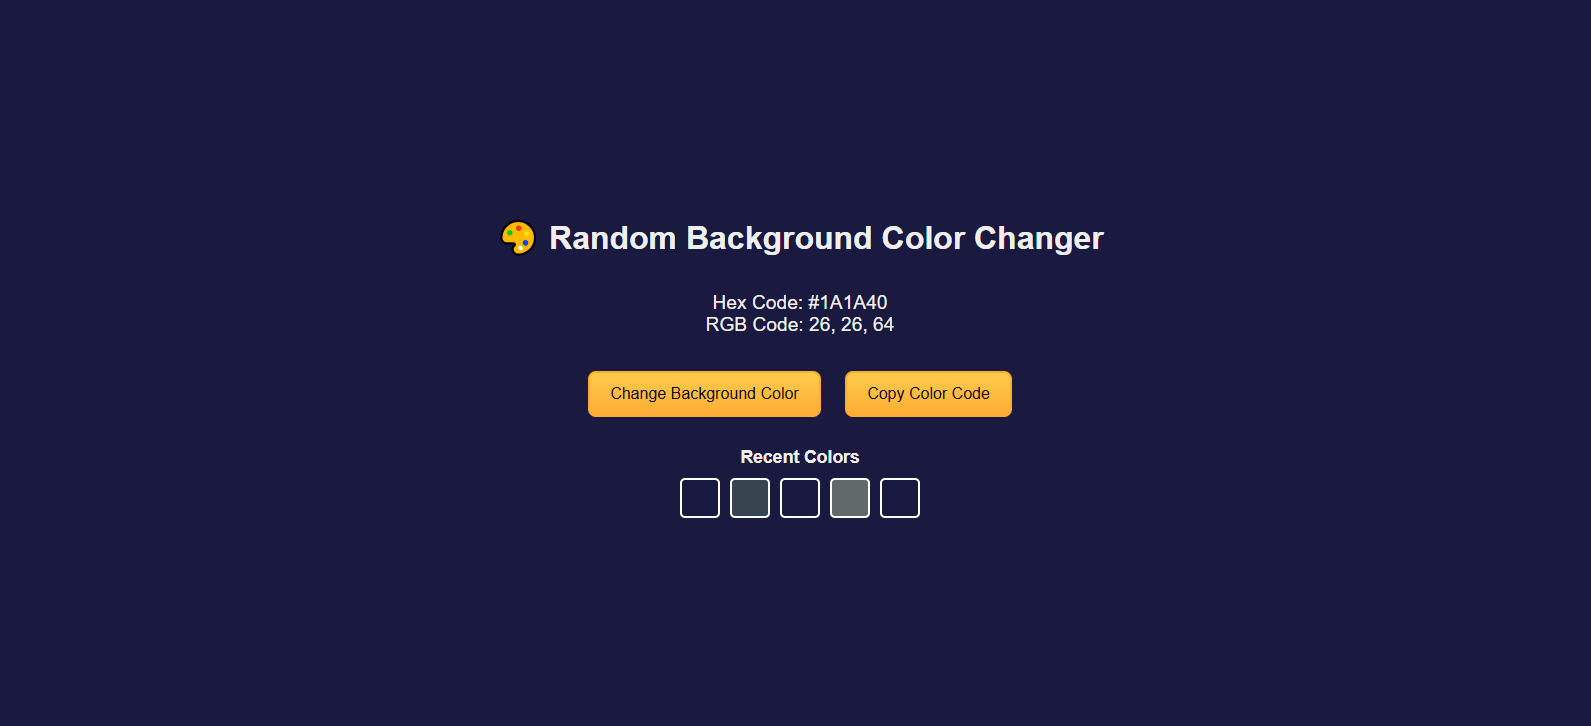 Random Background Color Changer
Hex Code: #1A1A40
RGB Code: 26, 26, 64
Change Background Color Copy Color Code
Recent Colors